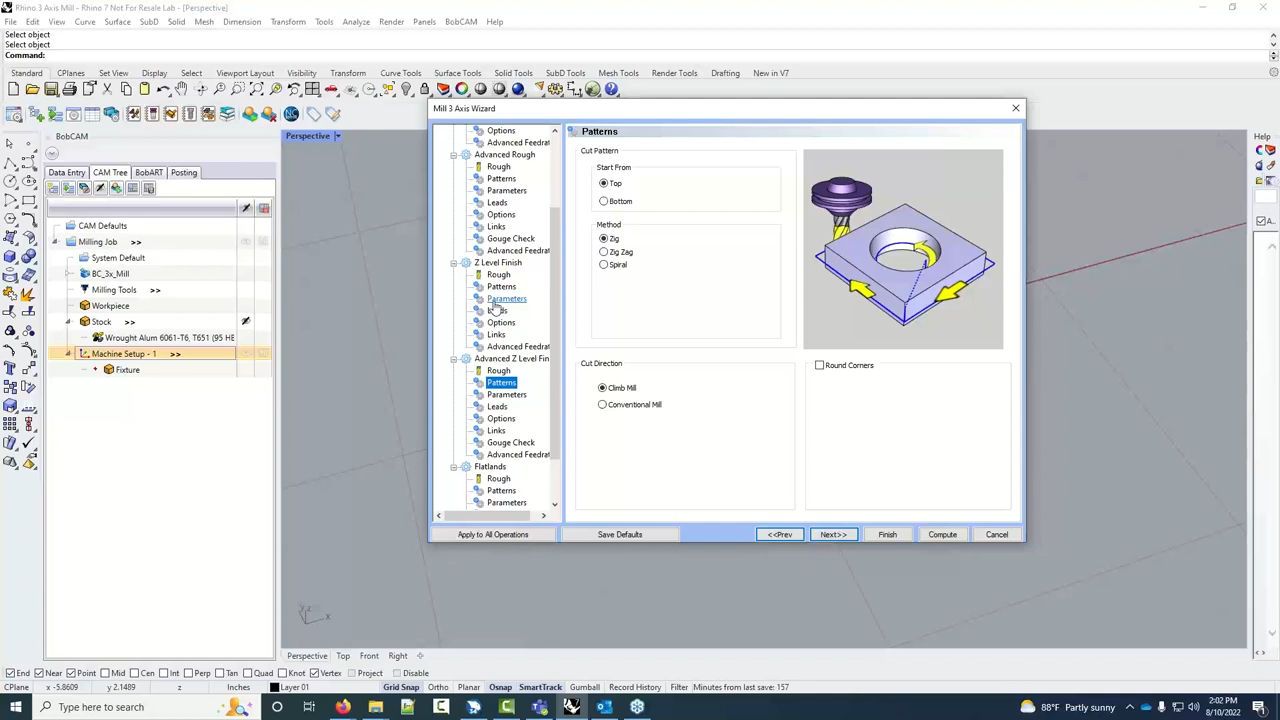 Rhino 3 Axis Mill - Rhino 7 Not For Resale Lab - [Perspective]
File Edit View Curve Surface SubD Solid Mesh Dimension Transform Tools Analyze Render Panels BobCAM Help
Select object
Select object
Command:
Standard CPlanes Set View Display Select Viewport Layout Visibility Transform Curve Tools Surface Tools Solid Tools SubD Tools Mesh Tools Render Tools Drafting New in V7
BobCAM
Data Entry CAM Tree BobART Posting
CAM Defaults
Milling Job >>
System Default
BC_3x_Mill
Milling Tools >>
Workpiece
Stock >>
Wrought Alum 6061-T6, T651 (95 HE
Machine Setup - 1 >>
Fixture
Perspective
Mill 3 Axis Wizard
Options
Advanced Feedrat
Advanced Rough
Rough
Patterns
Parameters
Leads
Options
Links
Gouge Check
Advanced Feedrat
Z Level Finish
Rough
Patterns
Parameters
Options
Links
Advanced Feedrat
Advanced Z Level Fin
Rough
Patterns
Parameters
Leads
Options
Links
Gouge Check
Advanced Feedrat
Flatlands
Rough
Patterns
Parameters
Patterns
Cut Pattern
Start From
Top
Bottom
Method
Zig
Zig Zag
Spiral
Cut Direction
Climb Mill
Conventional Mill
Round Corners
Apply to All Operations Save Defaults <<Prev Next>> Finish Compute Cancel
A...
z
x
Perspective Top Front Right
End Near Point Mid Cen Int Perp Tan Quad Knot Vertex Project Disable
CPlane x -5.8609 y 2.1489 z Inches Layer 01 Grid Snap Ortho Planar Osnap SmartTrack Gumball Record History Filter Minutes from last save: 157
Type here to search
88°F Partly sunny
2:02 PM
8/10/2022